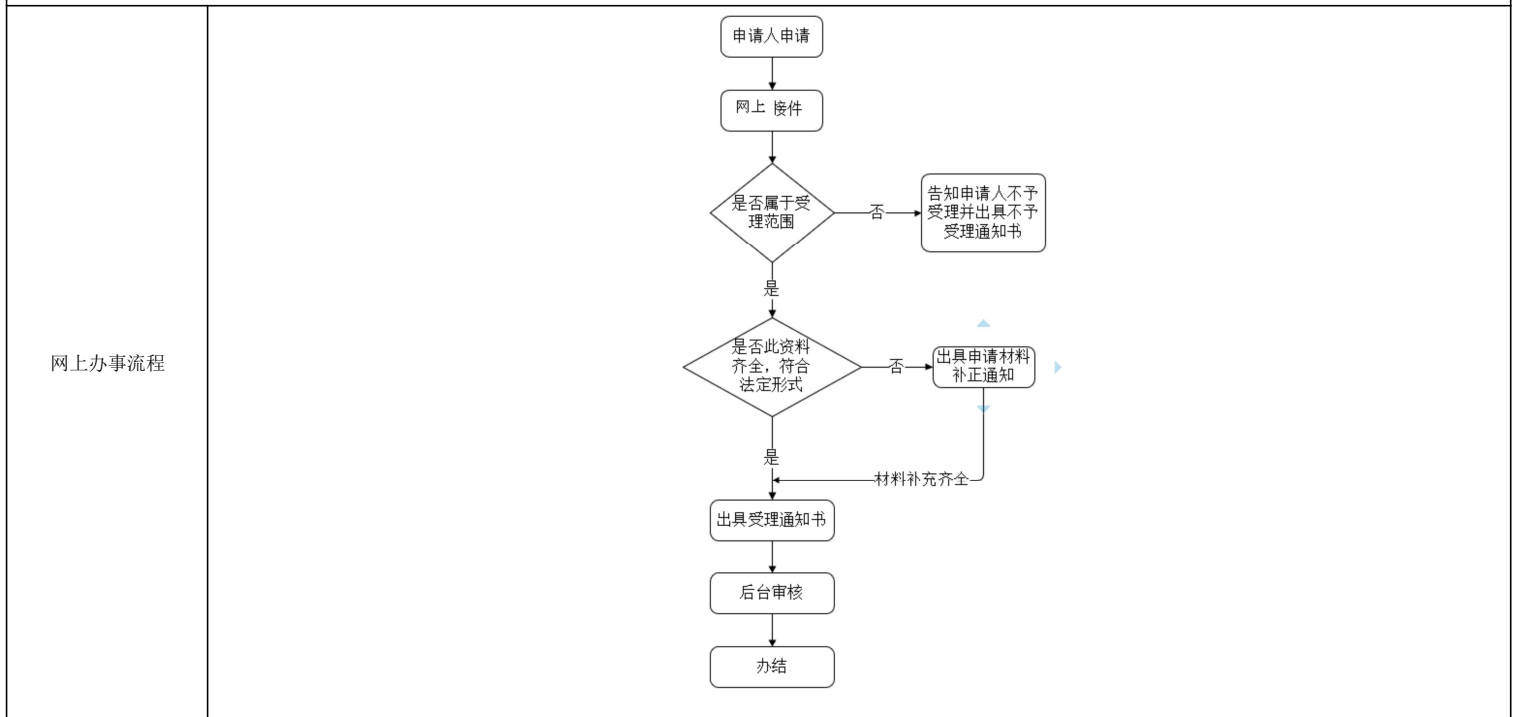 网上办事流程
申请人申请
网上 接件
是否属于受
理范围
否
告知申请人不予
受理并出具不予
受理通知书
是
是否此资料
齐全，符合
法定形式
否
出具申请材料
补正通知
是
材料补充齐全
出具受理通知书
后台审核
办结